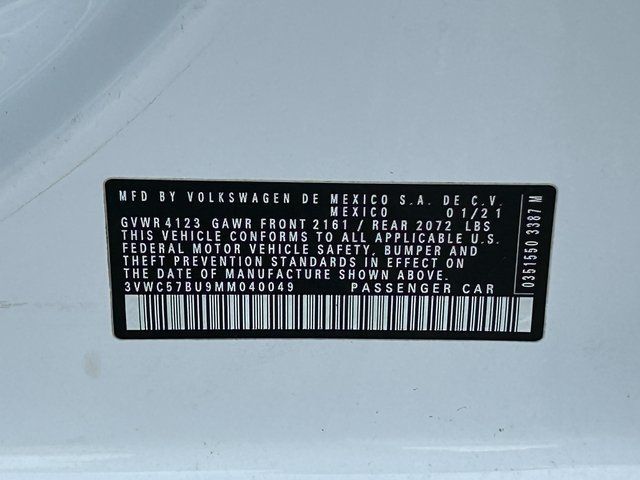 MFD BY VOLKSWAGEN DE MEXICO S.A. DE C.V.
MEXICO 01/21
GVWR 4123 GAWR FRONT 2161 / REAR 2072 LBS
THIS VEHICLE CONFORMS TO ALL APPLICABLE U.S.
FEDERAL MOTOR VEHICLE SAFETY, BUMPER AND
THEFT PREVENTION STANDARDS IN EFFECT ON
THE DATE OF MANUFACTURE SHOWN ABOVE.
3VWC57BU9MM040049 PASSENGER CAR
0351550 3387 M